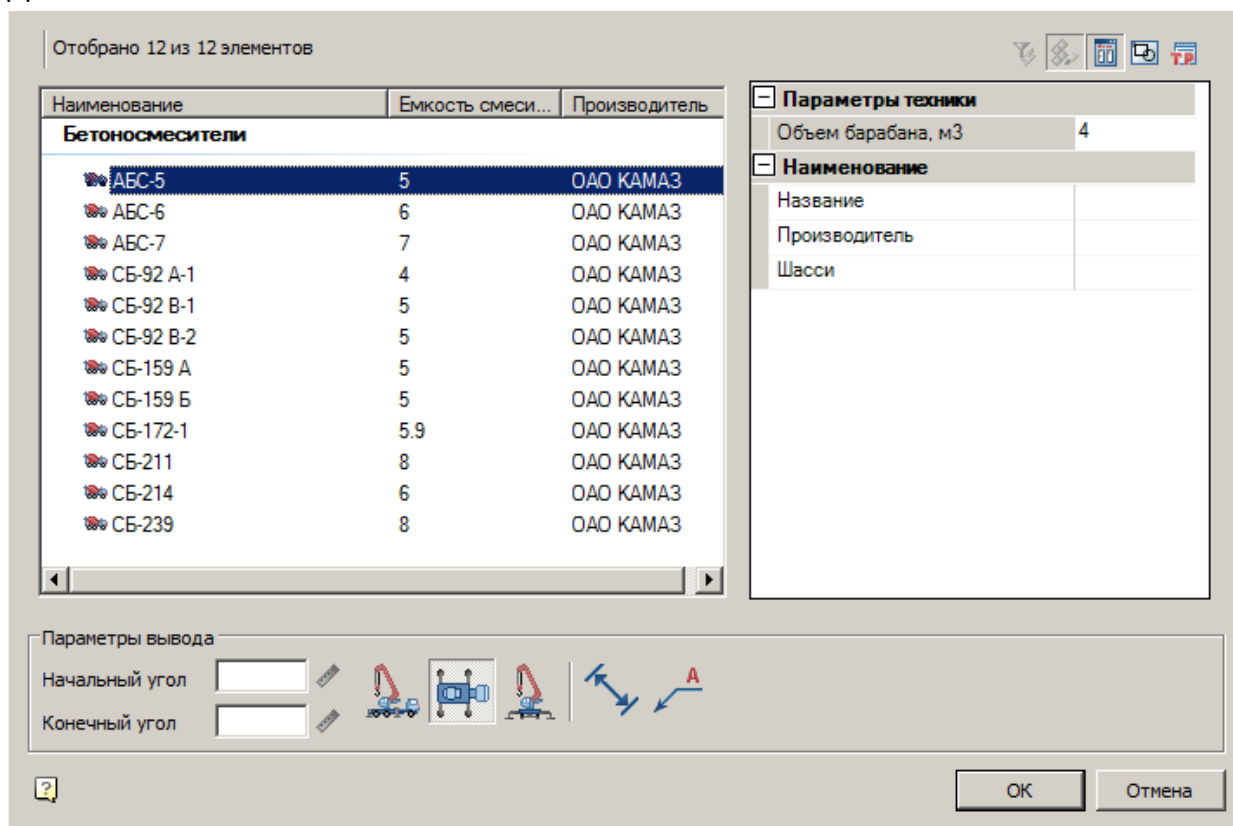 Отобрано 12 из 12 элементов
Т.Р.
Наименование Емкость смеси... Производитель
Бетоносмесители
АБС-5 5 ОАО КАМАЗ
АБС-6 6 ОАО КАМАЗ
АБС-7 7 ОАО КАМАЗ
СБ-92 А-1 4 ОАО КАМАЗ
СБ-92 В-1 5 ОАО КАМАЗ
СБ-92 В-2 5 ОАО КАМАЗ
СБ-159 А 5 ОАО КАМАЗ
СБ-159 Б 5 ОАО КАМАЗ
СБ-172-1 5.9 ОАО КАМАЗ
СБ-211 8 ОАО КАМАЗ
СБ-214 6 ОАО КАМАЗ
СБ-239 8 ОАО КАМАЗ
Параметры техники
Объем барабана, м3 4
Наименование
Название
Производитель
Шасси
Параметры вывода
Начальный угол
Конечный угол
А
?
ОК Отмена